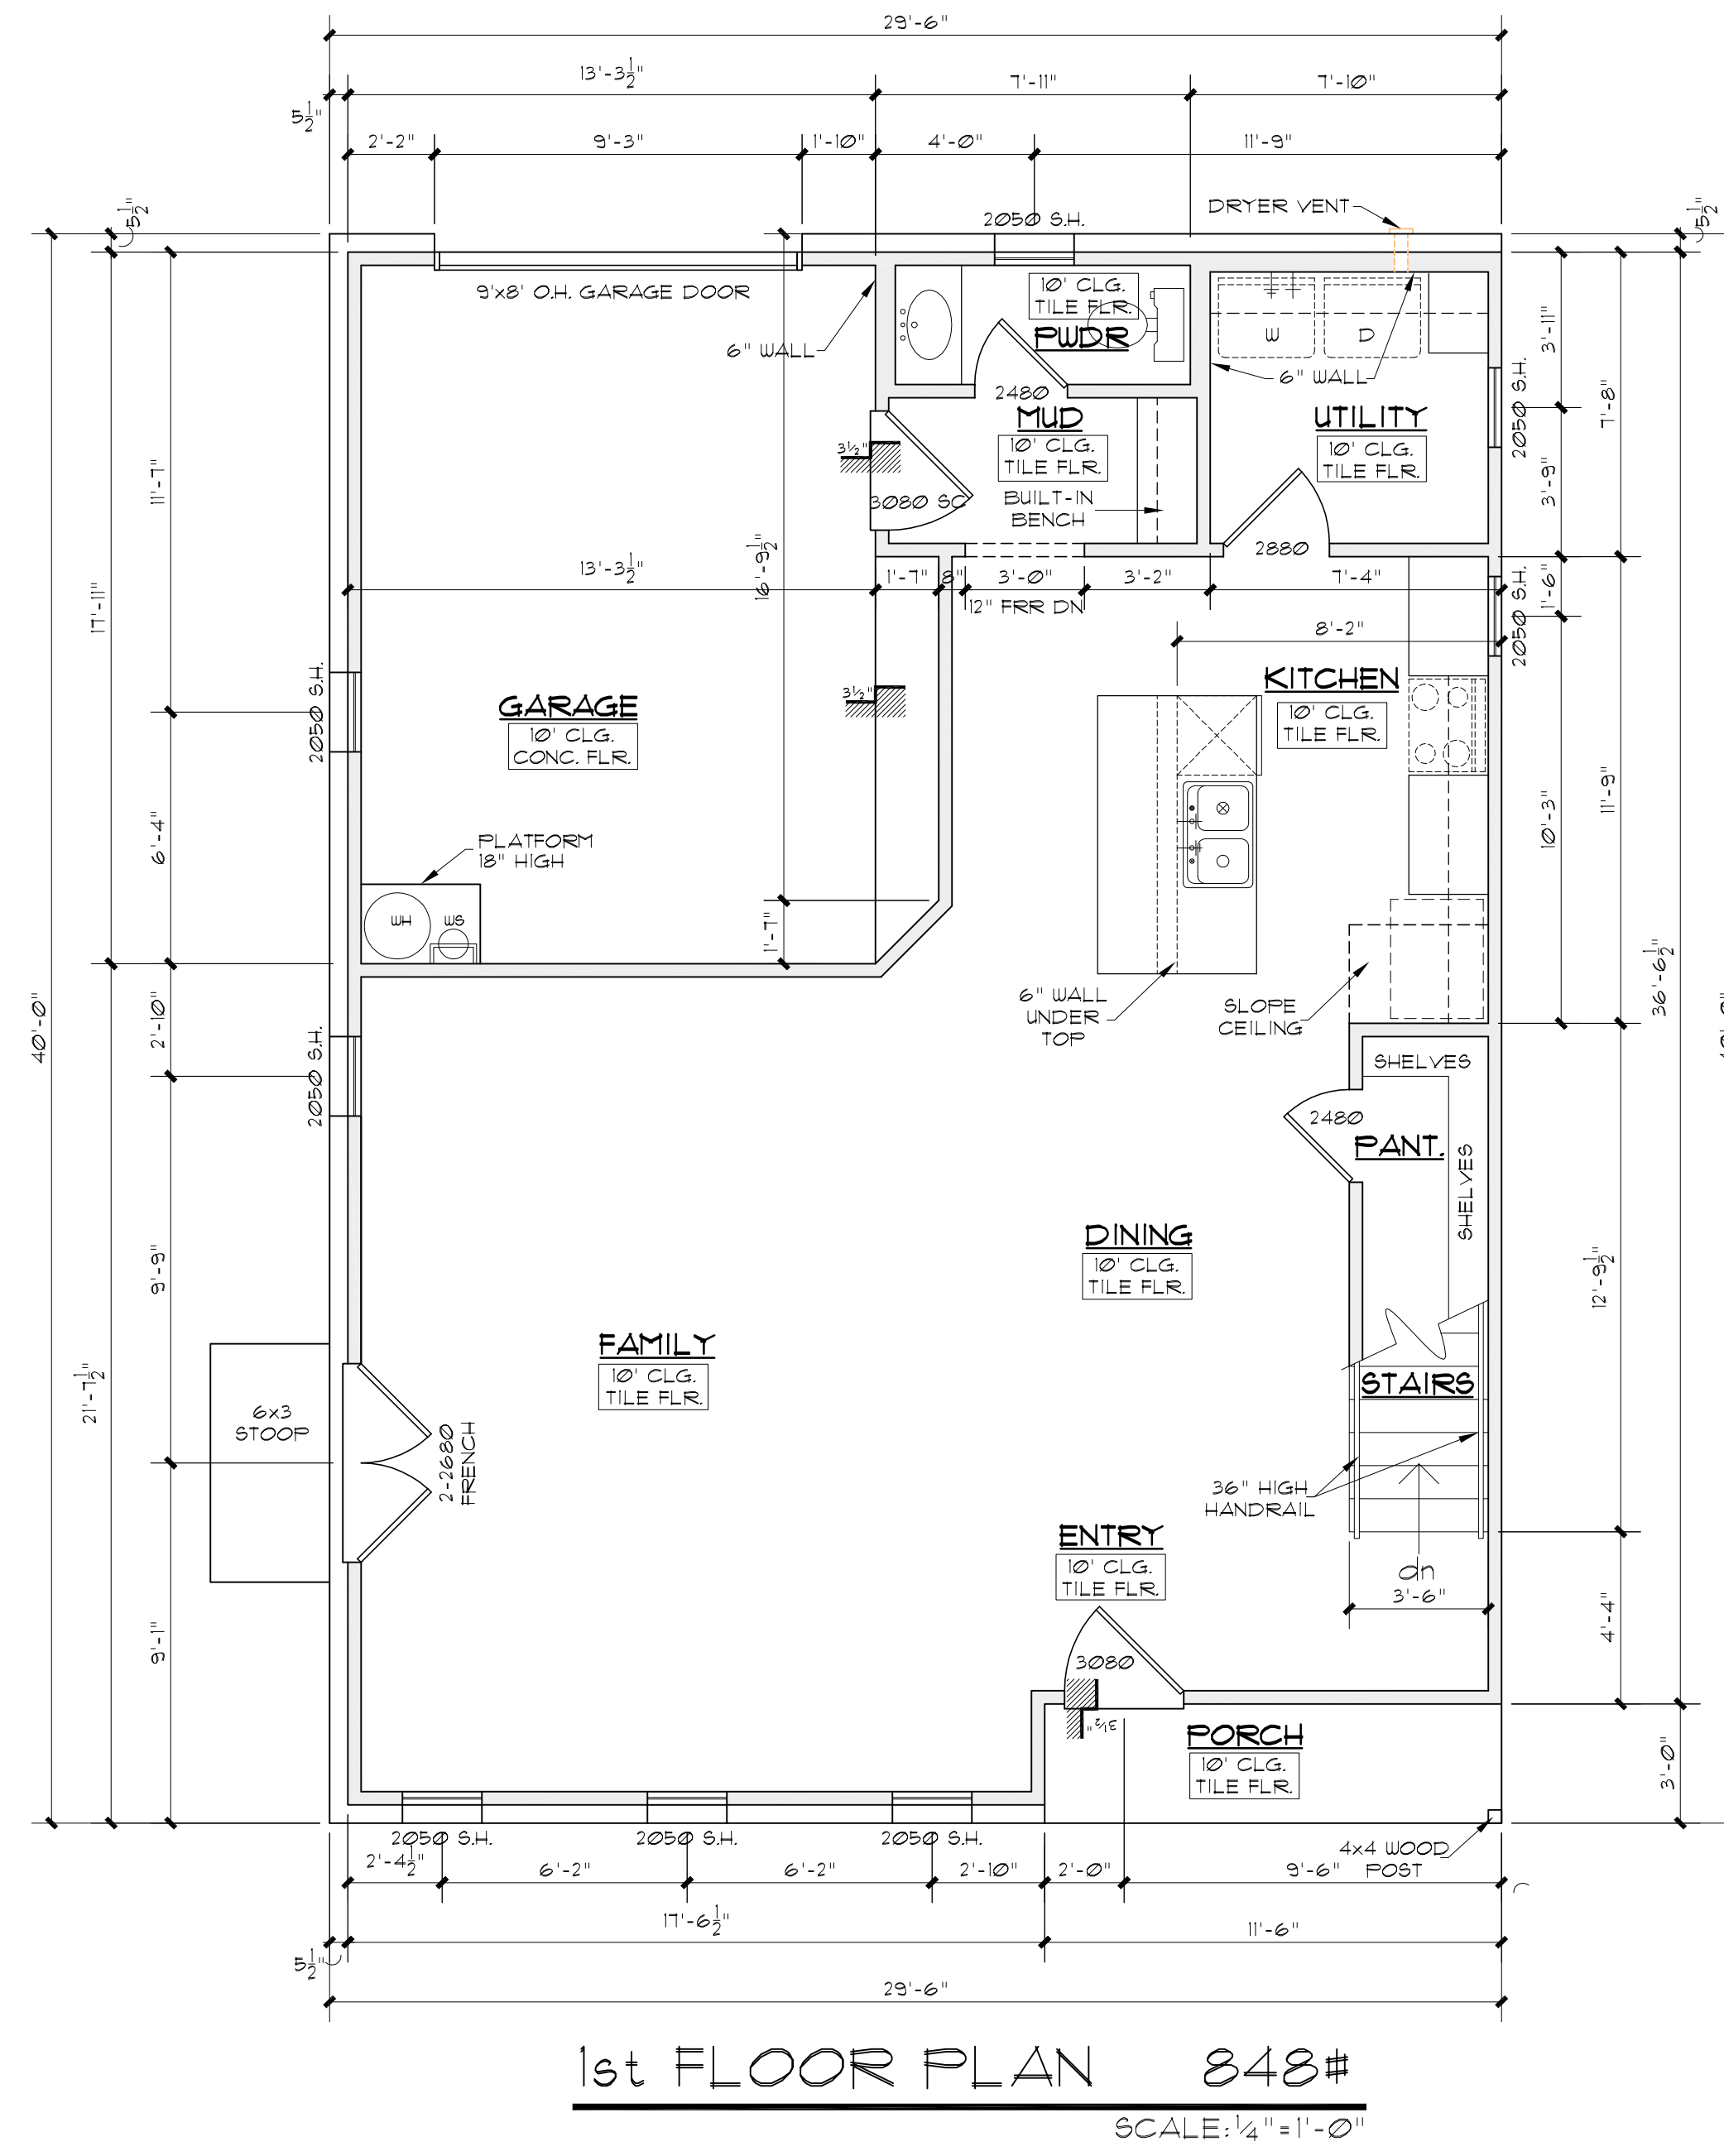 29'-6"
13'-3½"
7'-11"
7'-10"
5½"
2'-2"
9'-3"
1'-10"
4'-0"
11'-9"
DRYER VENT
5½"
5½"
2050 S.H.
9'x8' O.H. GARAGE DOOR
10' CLG.
TILE FLR.
PWDR
6" WALL
W
D
6" WALL
3'-11"
7'-8"
2050 S.H.
2480
MUD
10' CLG.
TILE FLR.
UTILITY
10' CLG.
TILE FLR.
3½"
3080 SC
BUILT-IN
BENCH
3'-9"
11'-7"
2880
16'-9½"
13'-3½"
1'-7"
8"
3'-0"
3'-2"
7'-4"
12" FRR DN
1'-6"
2050 S.H.
17'-11"
8'-2"
KITCHEN
10' CLG.
TILE FLR.
2050 S.H.
GARAGE
10' CLG.
CONC. FLR.
3½"
6'-4"
10'-3"
11'-9"
PLATFORM
18" HIGH
WH
WS
1'-7"
6" WALL
UNDER
TOP
SLOPE
CEILING
36'-6½"
40'-0"
2'-10"
2050 S.H.
SHELVES
2480
PANT.
SHELVES
9'-9"
DINING
10' CLG.
TILE FLR.
12'-9½"
FAMILY
10' CLG.
TILE FLR.
21'-7½"
STAIRS
6x3
STOOP
2-2680
FRENCH
36" HIGH
HANDRAIL
ENTRY
10' CLG.
TILE FLR.
dn
3'-6"
4'-4"
9'-1"
3080
3½"
PORCH
10' CLG.
TILE FLR.
3'-0"
2050 S.H.
2050 S.H.
2050 S.H.
4x4 WOOD
POST
2'-4½"
6'-2"
6'-2"
2'-10"
2'-0"
9'-6"
17'-6½"
11'-6"
5½"
29'-6"
1st FLOOR PLAN 848#
SCALE: ¼"=1'-0"